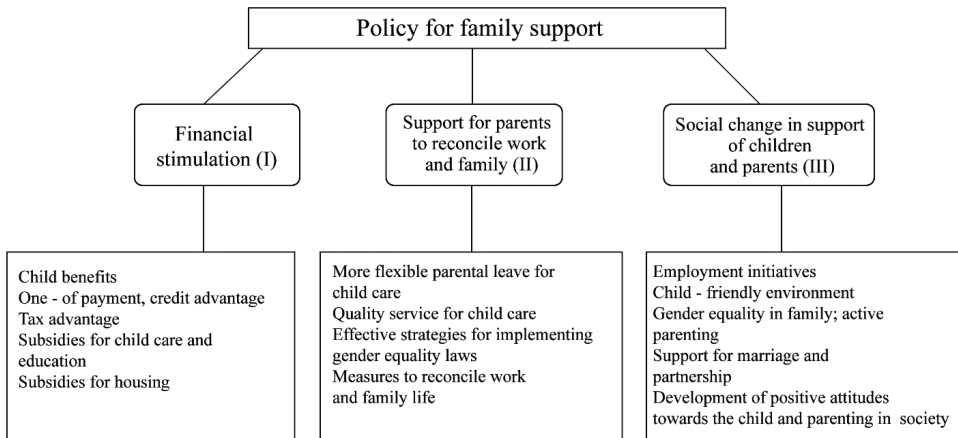 Policy for family support
Financial
stimulation (I)
Support for parents
to reconcile work
and family (II)
Social change in support
of children
and parents (III)
Child benefits
One - of payment, credit advantage
Tax advantage
Subsidies for child care and
education
Subsidies for housing
More flexible parental leave for
child care
Quality service for child care
Effective strategies for implementing
gender equality laws
Measures to reconcile work
and family life
Employment initiatives
Child - friendly environment
Gender equality in family; active
parenting
Support for marriage and
partnership
Development of positive attitudes
towards the child and parenting in society